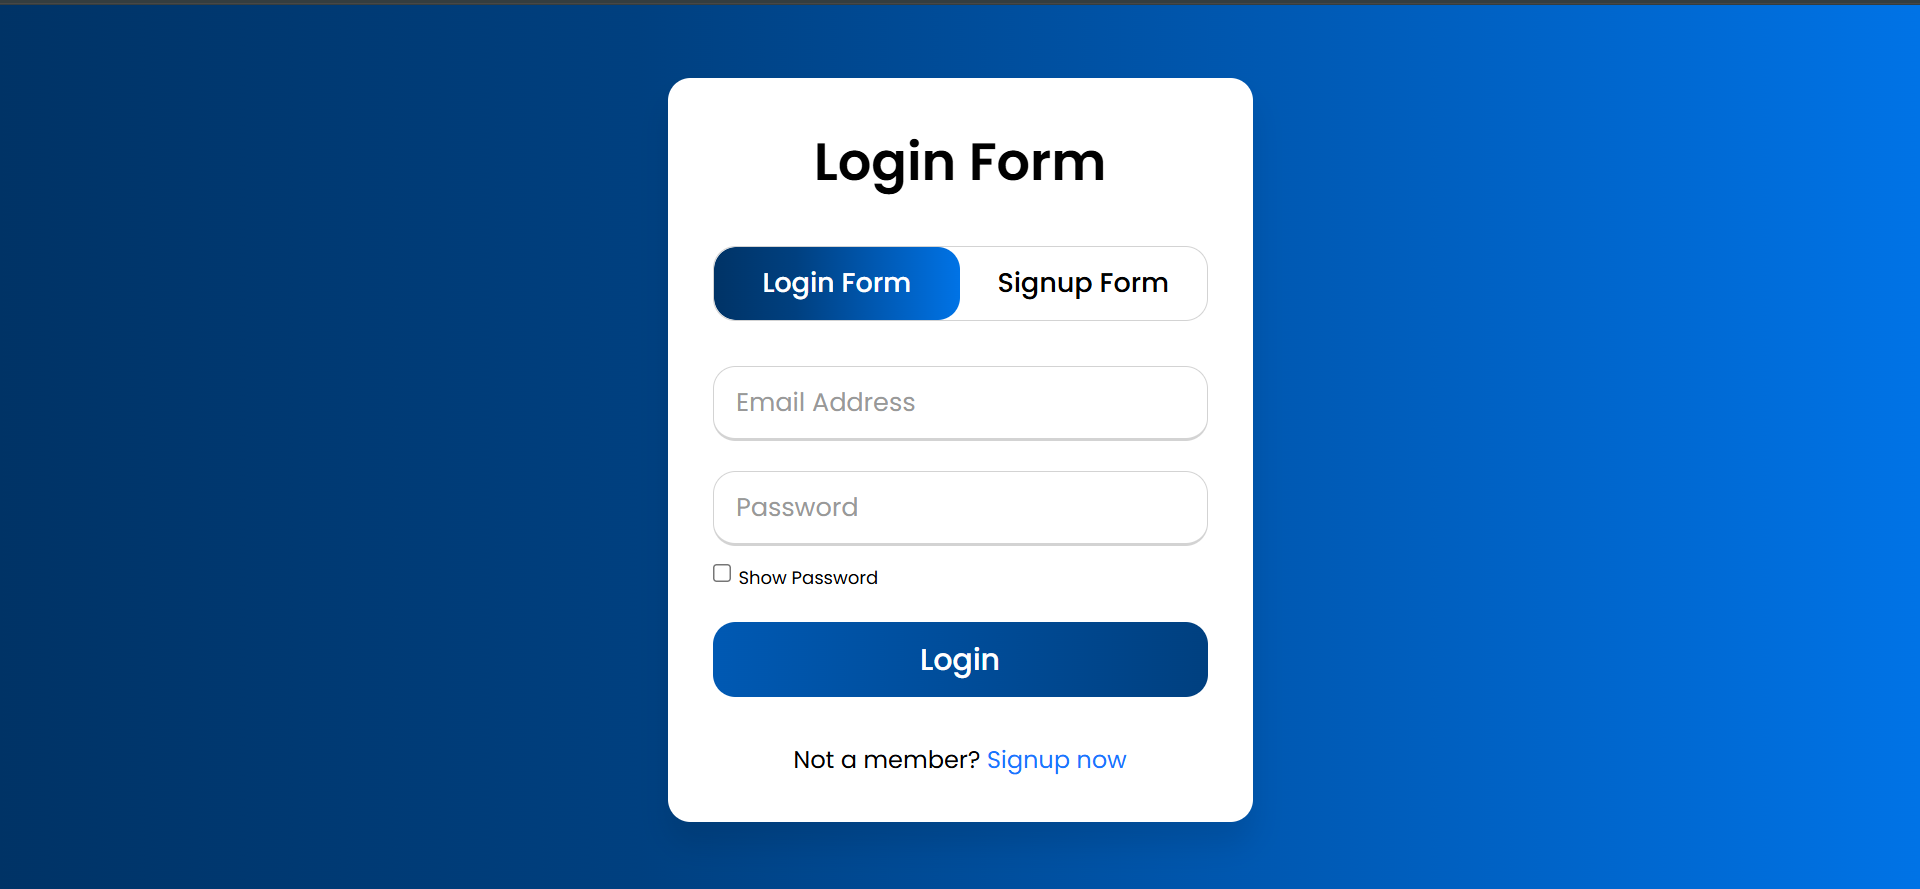 Login Form
Login Form Signup Form
Email Address
Password
Show Password
Login
Not a member? Signup now